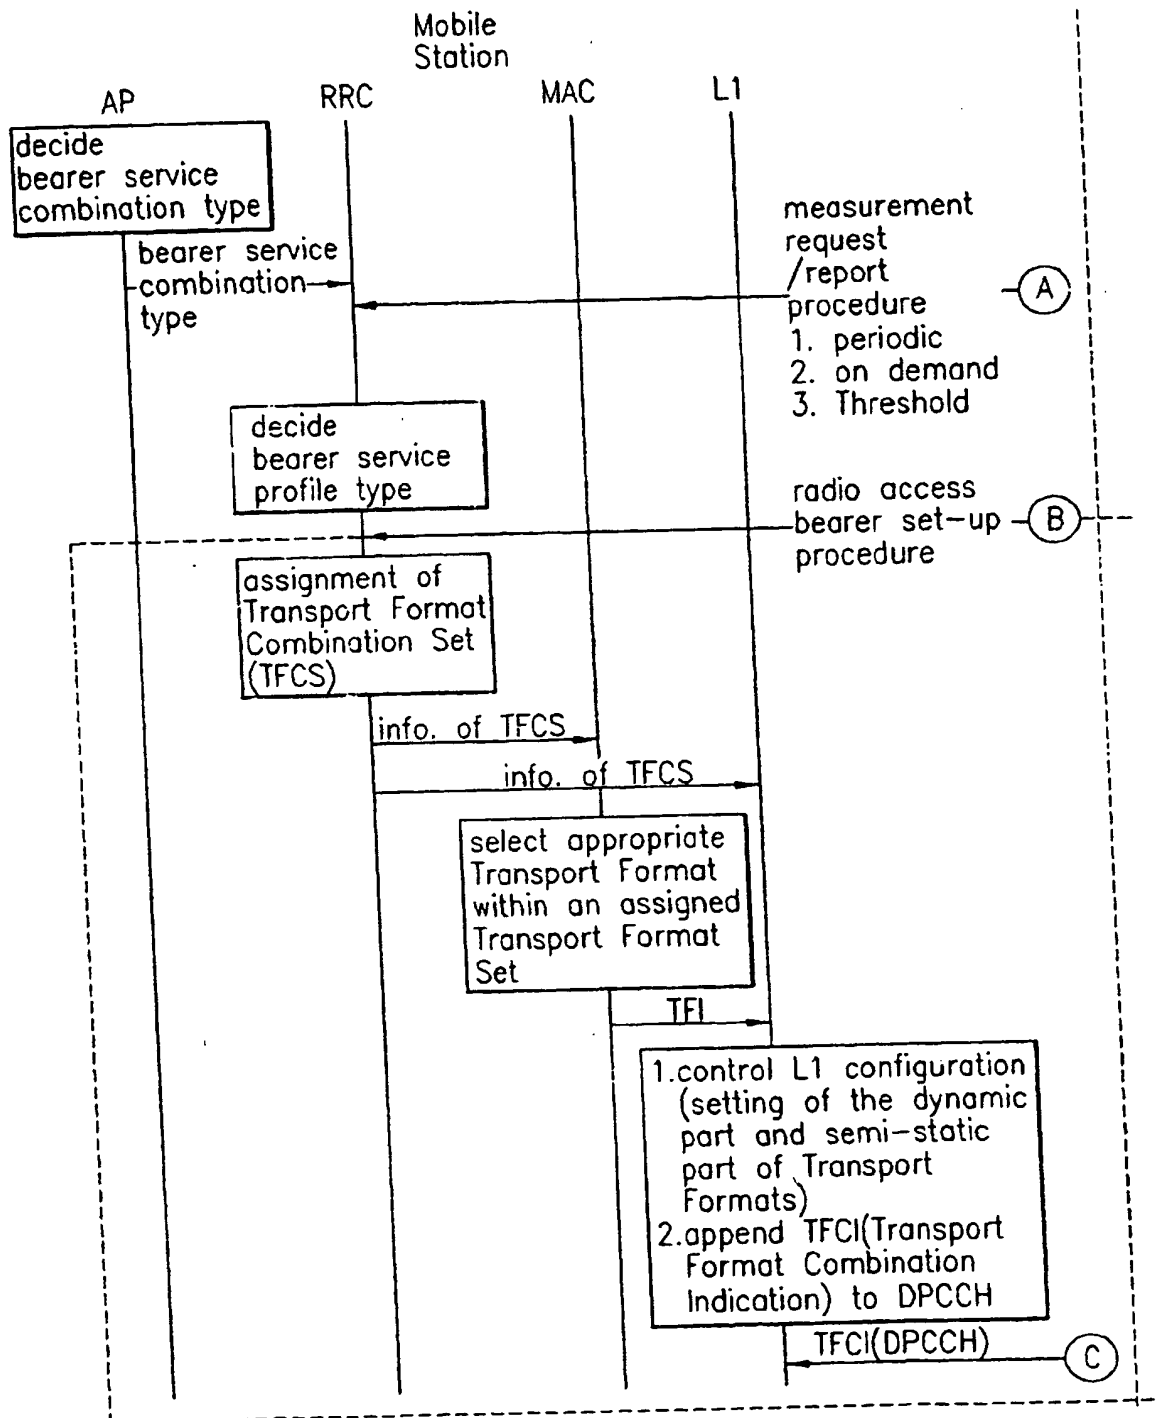 Mobile
Station
AP
RRC
MAC
L1
decide
bearer service
combination type
bearer service
combination
type
measurement
request
/report
procedure
1. periodic
2. on demand
3. Threshold
A
decide
bearer service
profile type
radio access
bearer set-up
procedure
B
assignment of
Transport Format
Combination Set
(TFCS)
info. of TFCS
info. of TFCS
select appropriate
Transport Format
within an assigned
Transport Format
Set
TFI
1.control L1 configuration
(setting of the dynamic
part and semi-static
part of Transport
Formats)
2.append TFCI(Transport
Format Combination
Indication) to DPCCH
TFCI(DPCCH)
C